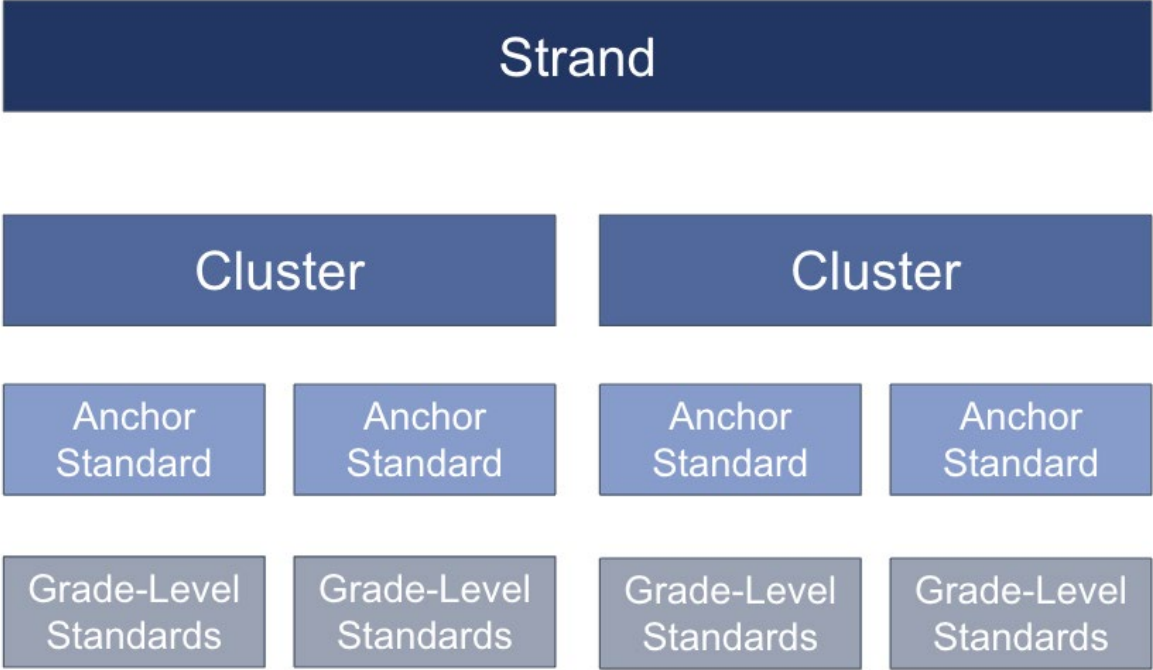 Strand
Cluster
Cluster
Anchor
Standard
Anchor
Standard
Anchor
Standard
Anchor
Standard
Grade-Level
Standards
Grade-Level
Standards
Grade-Level
Standards
Grade-Level
Standards